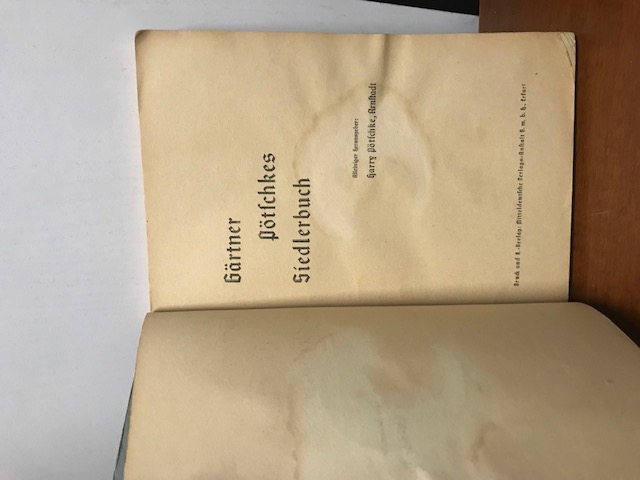 Gärtner
Pötschkes
Siedlerbuch
Alleiniger Herausgeber:
Harry Pötschke, Arnstadt
Druck und K.-Verlag: Mitteldeutsche Verlags-Anstalt G. m. b. H., Erfurt